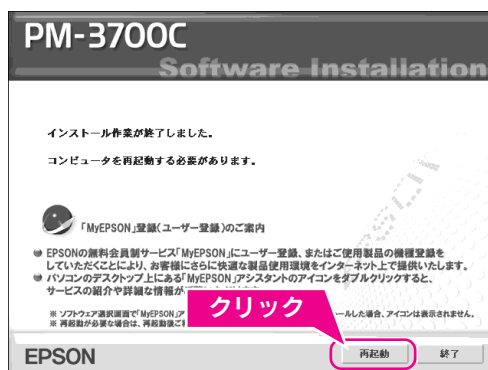 PM-3700C
Software Installation
インストール作業が終了しました。
コンピュータを再起動する必要があります。
「MyEPSON」登録(ユーザー登録)のご案内
EPSONの無料会員制サービス「MyEPSON」にユーザー登録、またはご使用製品の機種登録を
していただくことにより、お客様にさらに快適な製品使用環境をインターネット上で提供いたします。
パソコンのデスクトップ上にある「MyEPSON」アシスタントのアイコンをダブルクリックすると、
サービスの紹介や詳細な情報が
※ ソフトウェア選択画面で「MyEPSON」ア ールした場合、アイコンは表示されません。
※ 再起動が必要な場合は、再起動後ご
クリック
EPSON
再起動
終了